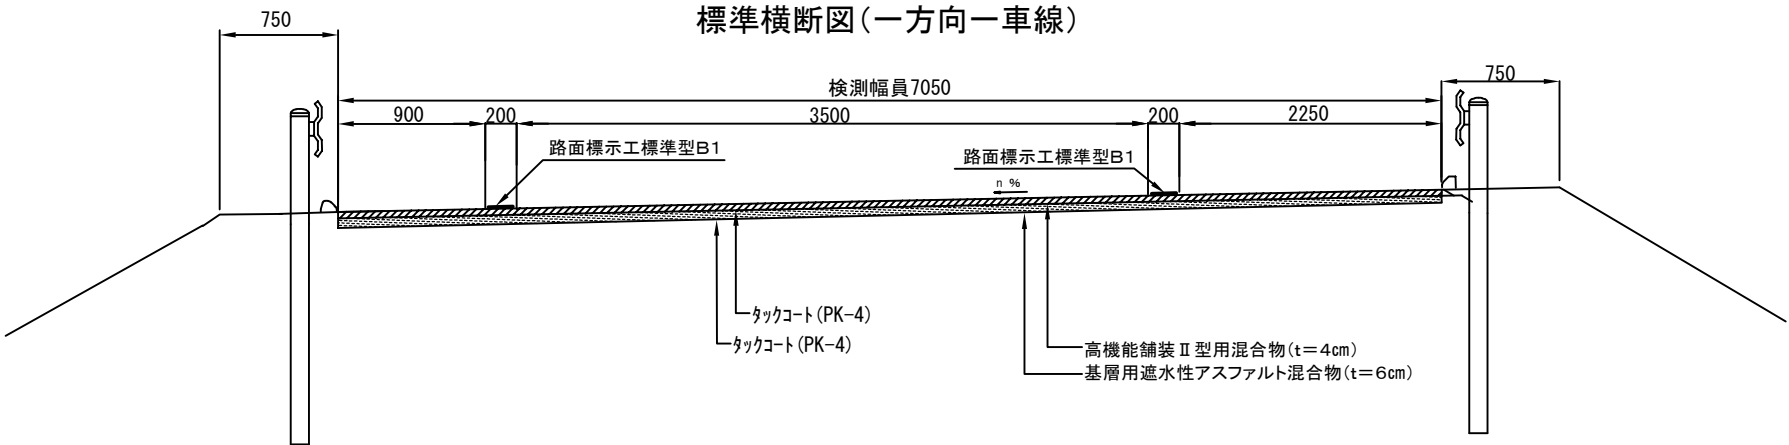 標準横断図(一方向一車線)
750
750
検測幅員7050
900
200
3500
200
2250
路面標示工標準型B1
路面標示工標準型B1
n %
タックコート(PK-4)
タックコート(PK-4)
高機能舗装Ⅱ型用混合物(t=4㎝)
基層用遮水性アスファルト混合物(t=6㎝)